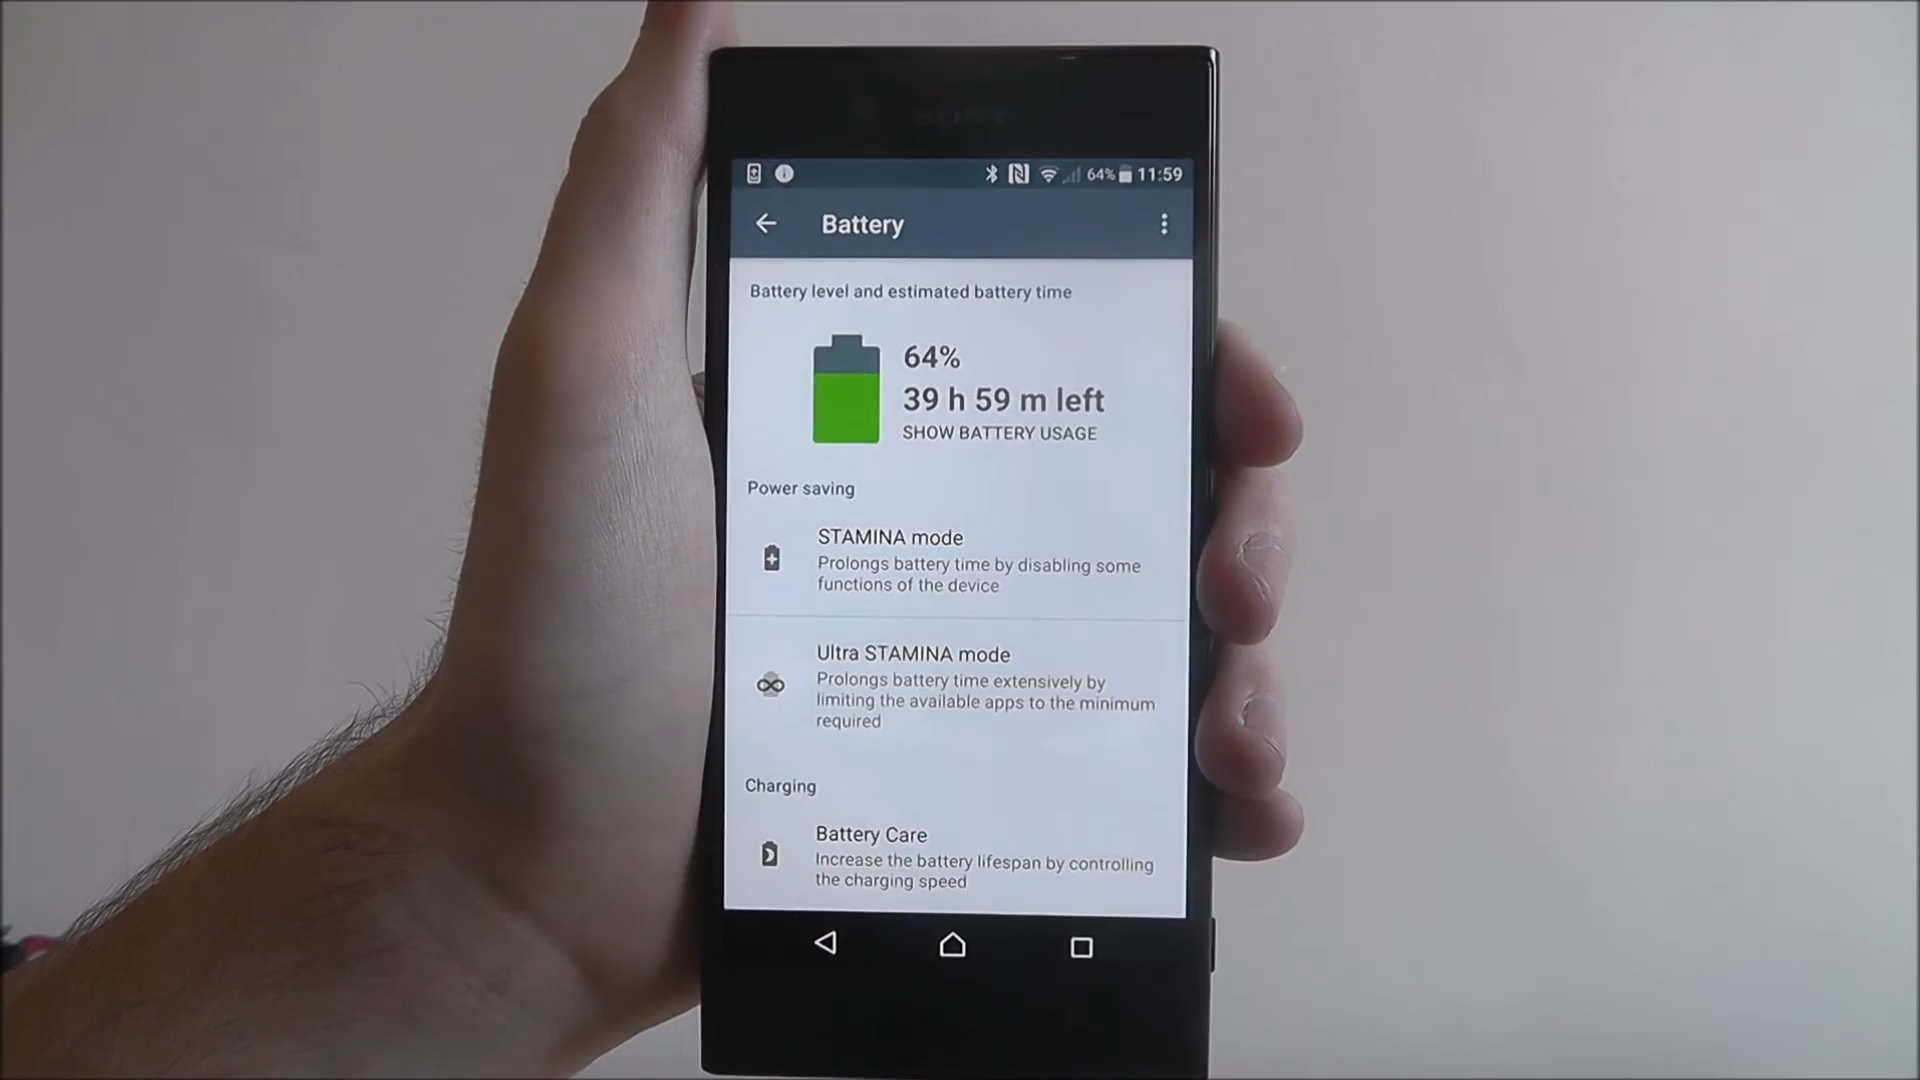 SONY
64% 11:59
Battery
Battery level and estimated battery time
64%
39 h 59 m left
SHOW BATTERY USAGE
Power saving
STAMINA mode
Prolongs battery time by disabling some
functions of the device
Ultra STAMINA mode
Prolongs battery time extensively by
limiting the available apps to the minimum
required
Charging
Battery Care
Increase the battery lifespan by controlling
the charging speed